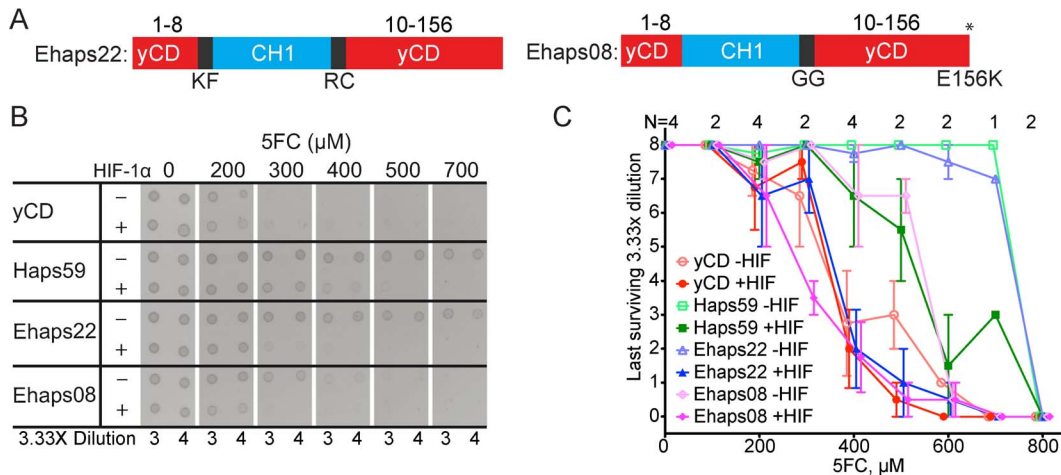 A
1-8 10-156
Ehaps22: yCD CH1 yCD
KF RC
1-8 10-156 *
Ehaps08: yCD CH1 yCD
GG E156K
B
5FC (µM)
HIF-1α 0 200 300 400 500 700
yCD − +
Haps59 − +
Ehaps22 − +
Ehaps08 − +
3.33X Dilution 3 4 3 4 3 4 3 4 3 4 3 4
C
N=4 2 4 2 4 2 2 1 2
Last surviving 3.33x dilution
8
7
6
5
4
3
2
1
0
yCD -HIF
yCD +HIF
Haps59 -HIF
Haps59 +HIF
Ehaps22 -HIF
Ehaps22 +HIF
Ehaps08 -HIF
Ehaps08 +HIF
0 200 400 600 800
5FC, µM